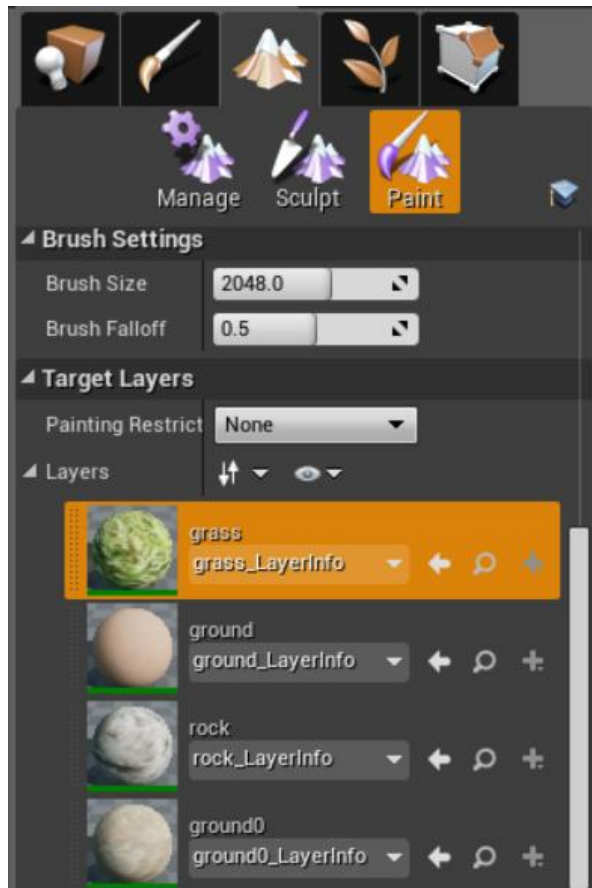 Manage Sculpt Paint
Brush Settings
Brush Size 2048.0
Brush Falloff 0.5
Target Layers
Painting Restrict None
Layers
grass
grass_LayerInfo
ground
ground_LayerInfo
rock
rock_LayerInfo
ground0
ground0_LayerInfo